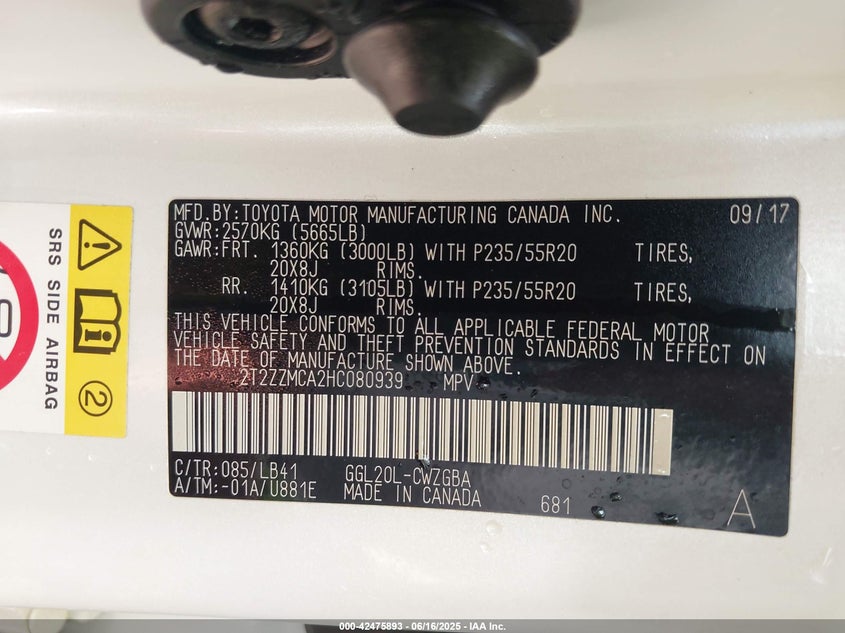 MFD.BY:TOYOTA MOTOR MANUFACTURING CANADA INC. 09/17
GVWR:2570KG (5665LB)
GAWR:FRT. 1360KG (3000LB) WITH P235/55R20 TIRES,
20X8J RIMS.
RR. 1410KG (3105LB) WITH P235/55R20 TIRES,
20X8J RIMS.
THIS VEHICLE CONFORMS TO ALL APPLICABLE FEDERAL MOTOR
VEHICLE SAFETY AND THEFT PREVENTION STANDARDS IN EFFECT ON
THE DATE OF MANUFACTURE SHOWN ABOVE.
2T2ZZMCA2HC080939 MPV
C/TR:085/LB41 GGL20L-CWZGBA
A/TM:-01A/U881E MADE IN CANADA 681 A
SRS SIDE AIRBAG
2
000-42475893 - 06/16/2025 - IAA Inc.